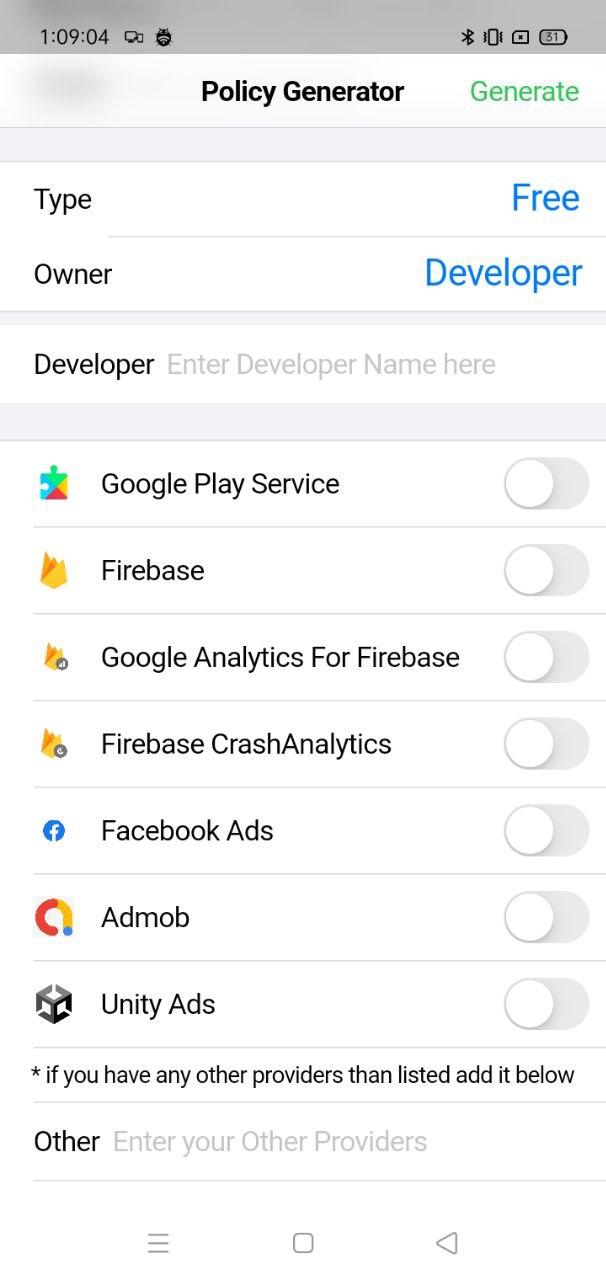 1:09:04
31
Policy Generator
Generate
Type
Free
Owner
Developer
Developer
Enter Developer Name here
Google Play Service
Firebase
Google Analytics For Firebase
Firebase CrashAnalytics
Facebook Ads
Admob
Unity Ads
* if you have any other providers than listed add it below
Other
Enter your Other Providers